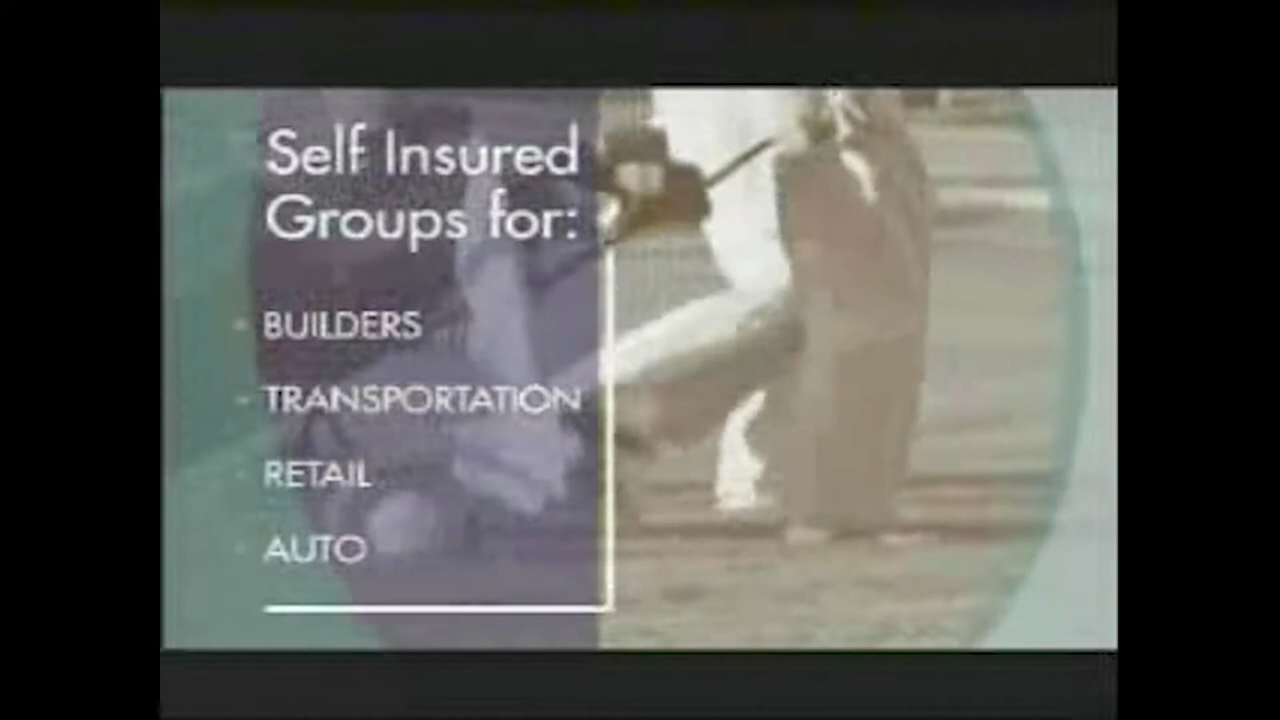 Self Insured
Groups for:
- BUILDERS
- TRANSPORTATION
- RETAIL
- AUTO